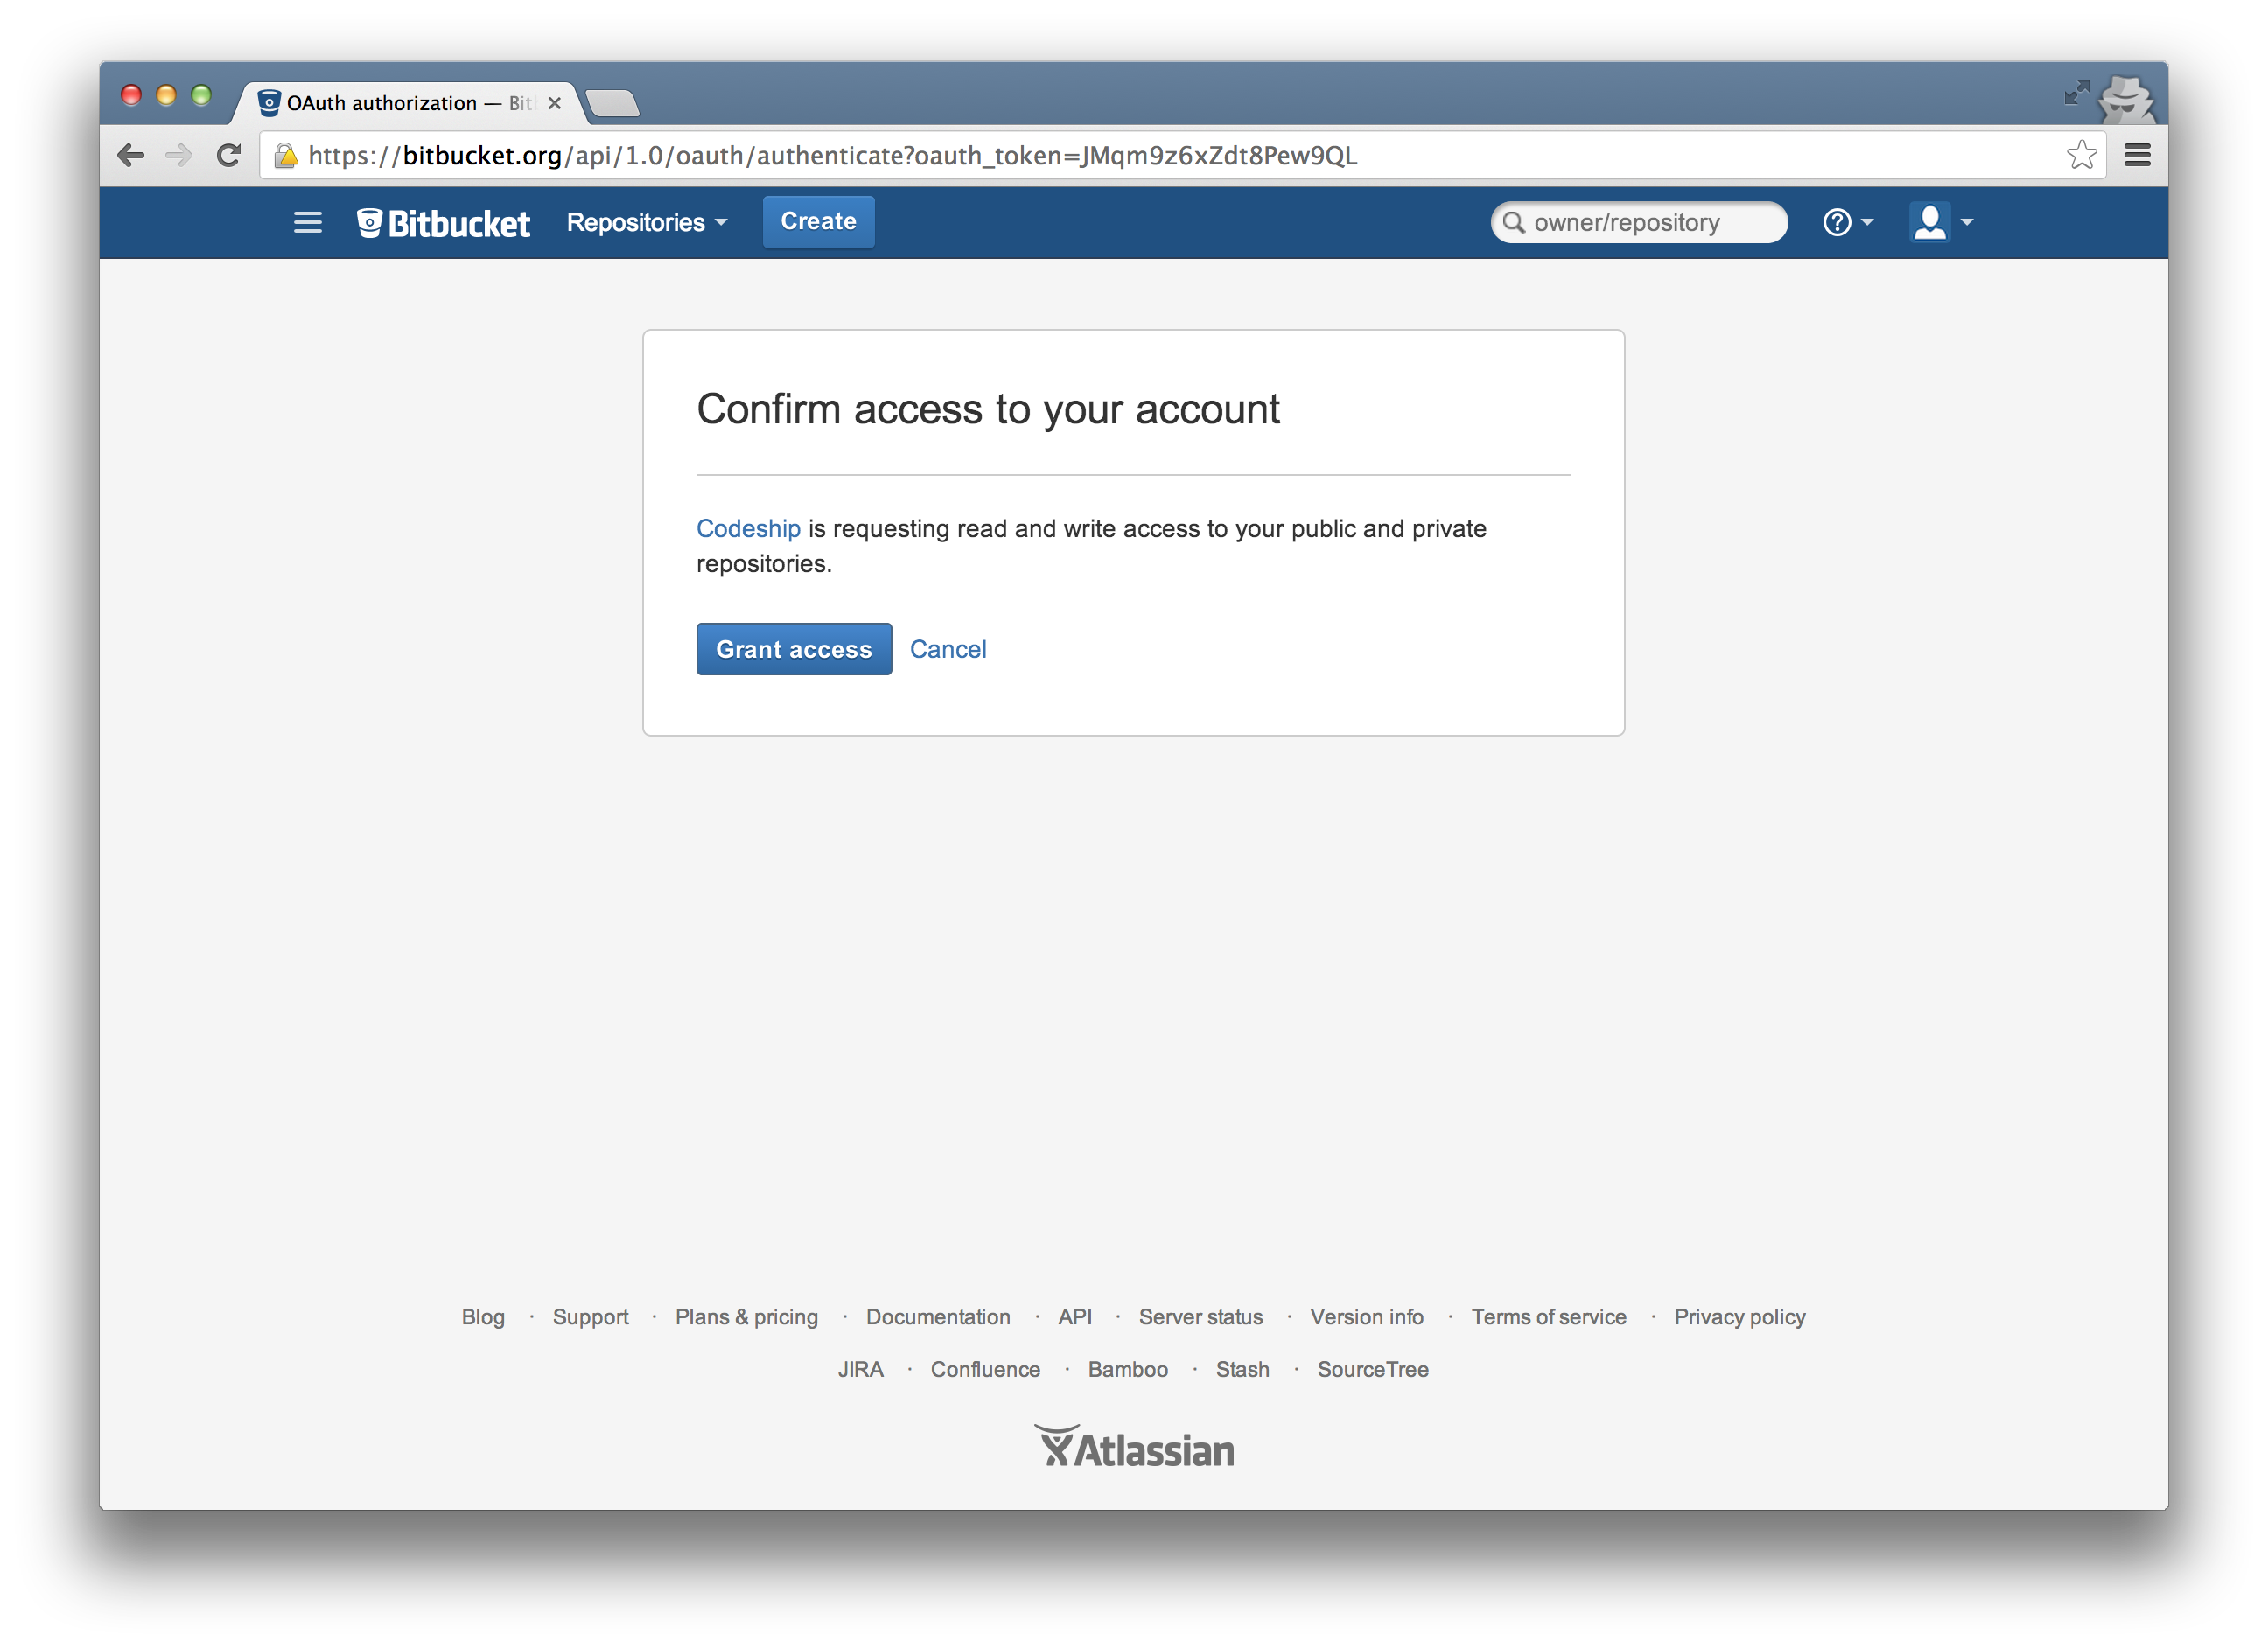 OAuth authorization — Bit
https://bitbucket.org/api/1.0/oauth/authenticate?oauth_token=JMqm9z6xZdt8Pew9QL
Bitbucket Repositories Create owner/repository
Confirm access to your account
Codeship is requesting read and write access to your public and private
repositories.
Grant access Cancel
Blog · Support · Plans & pricing · Documentation · API · Server status · Version info · Terms of service · Privacy policy
JIRA · Confluence · Bamboo · Stash · SourceTree
Atlassian